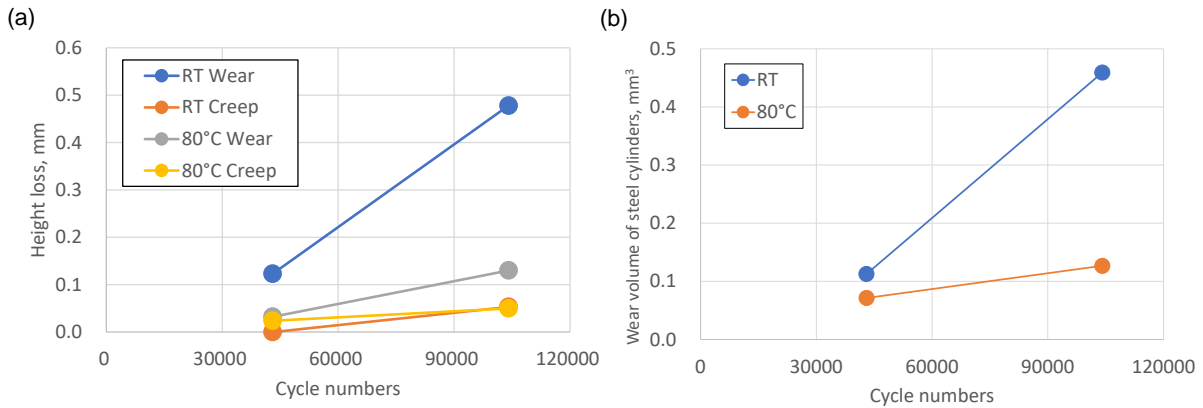 (a)
0.6
0.5
0.4
0.3
0.2
0.1
0.0
Height loss, mm
RT Wear
RT Creep
80°C Wear
80°C Creep
0
30000
60000
90000
120000
Cycle numbers
(b)
0.5
0.4
0.3
0.2
0.1
0.0
Wear volume of steel cylinders, mm³
RT
80°C
0
30000
60000
90000
120000
Cycle numbers